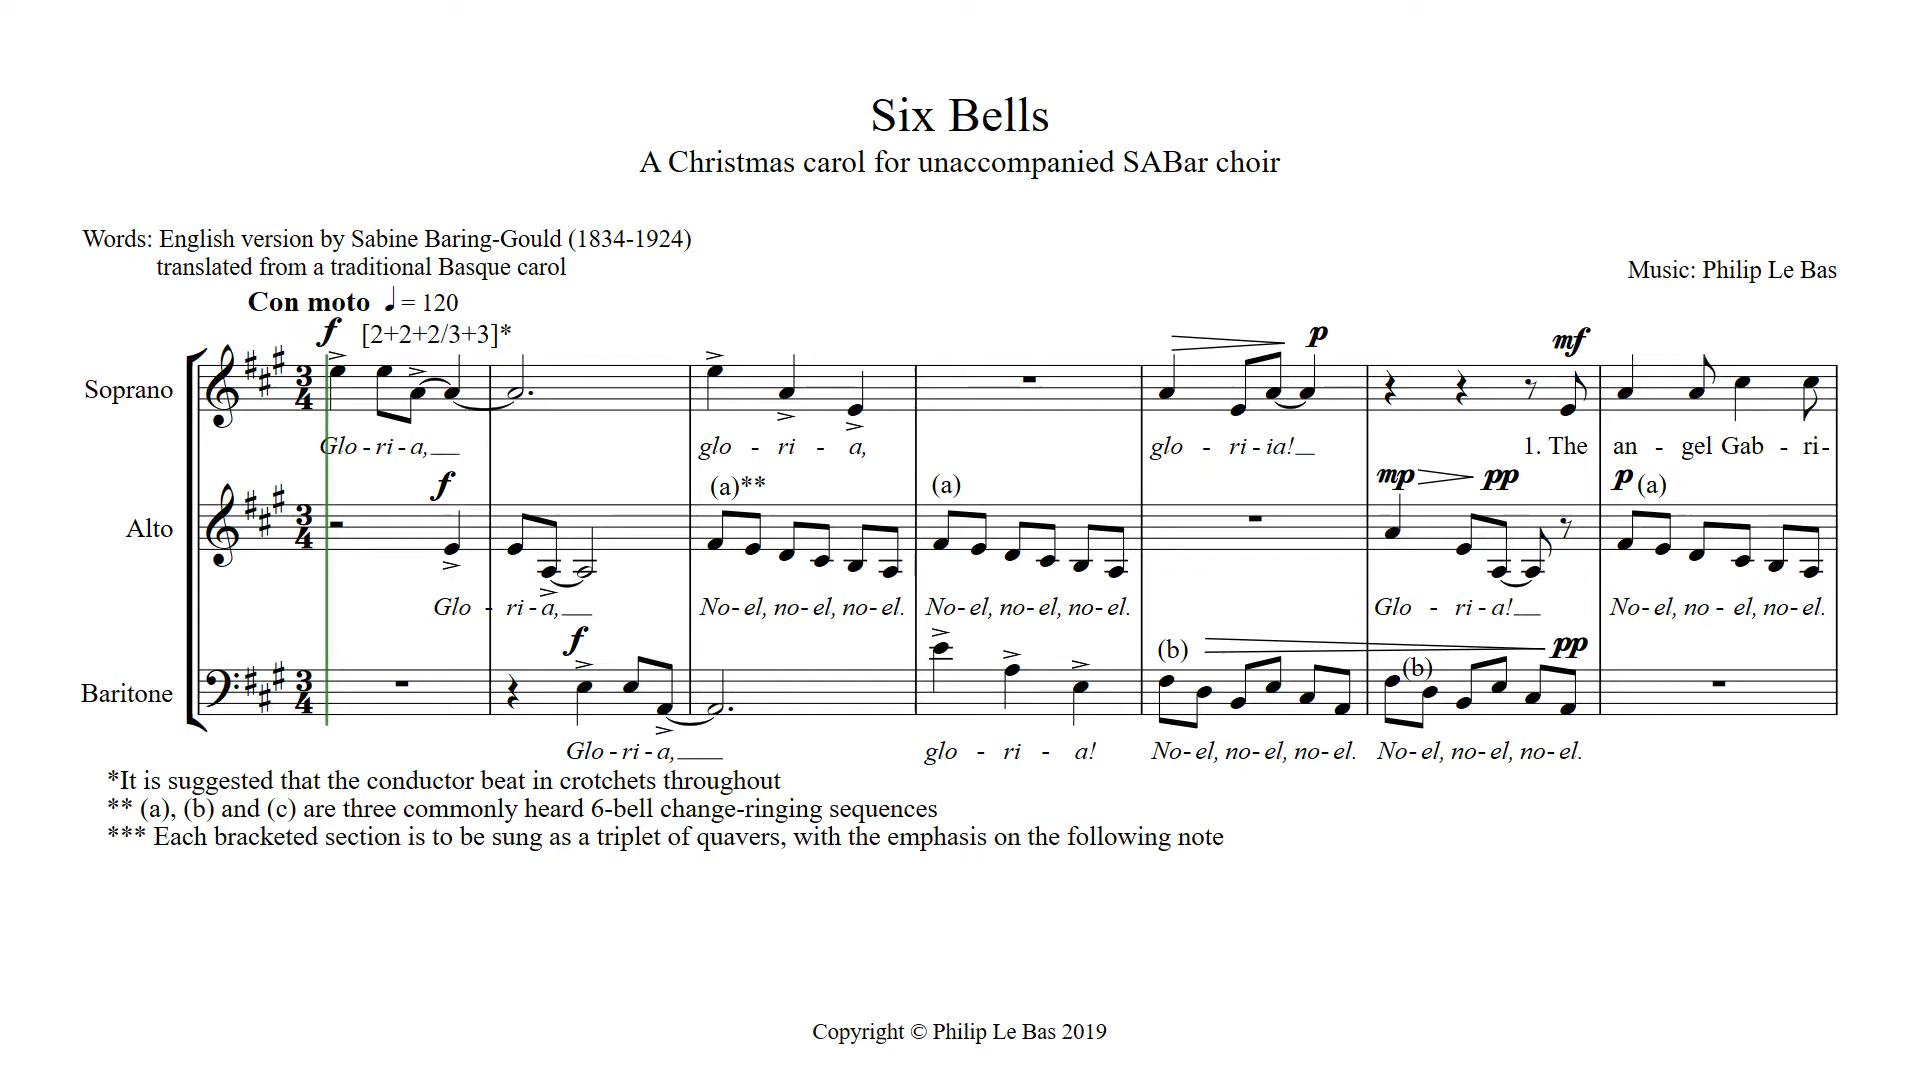 Six Bells
A Christmas carol for unaccompanied SABar choir
Words: English version by Sabine Baring-Gould (1834-1924)
translated from a traditional Basque carol
Music: Philip Le Bas
Con moto ♩ = 120
f [2+2+2/3+3]*
p
mf
Soprano
3 4
Glo - ri - a, glo - ri - a, glo - ri - ia! 1. The an - gel Gab - ri-
f (a)** (a) mp pp p (a)
Alto
3 4
Glo - ri - a, No- el, no- el, no- el. No- el, no- el, no- el. Glo - ri - a! No- el, no - el, no- el.
f (b) (b) pp
Baritone
3 4
Glo - ri - a, glo - ri - a! No- el, no- el, no- el. No- el, no- el, no- el.
*It is suggested that the conductor beat in crotchets throughout
** (a), (b) and (c) are three commonly heard 6-bell change-ringing sequences
*** Each bracketed section is to be sung as a triplet of quavers, with the emphasis on the following note
Copyright © Philip Le Bas 2019